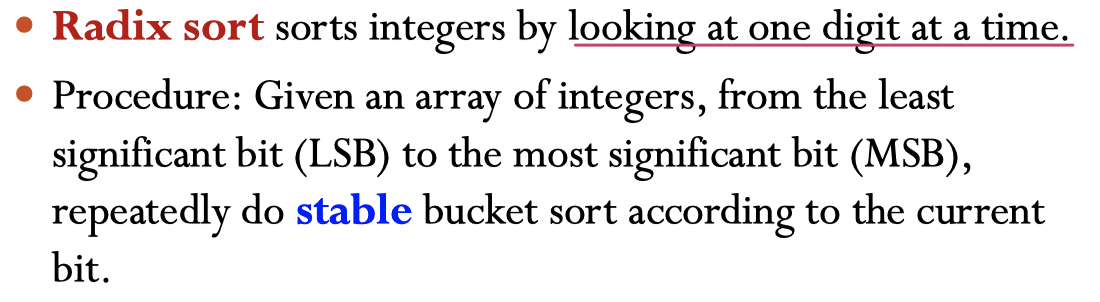 • Radix sort sorts integers by looking at one digit at a time.
• Procedure: Given an array of integers, from the least
significant bit (LSB) to the most significant bit (MSB),
repeatedly do stable bucket sort according to the current
bit.